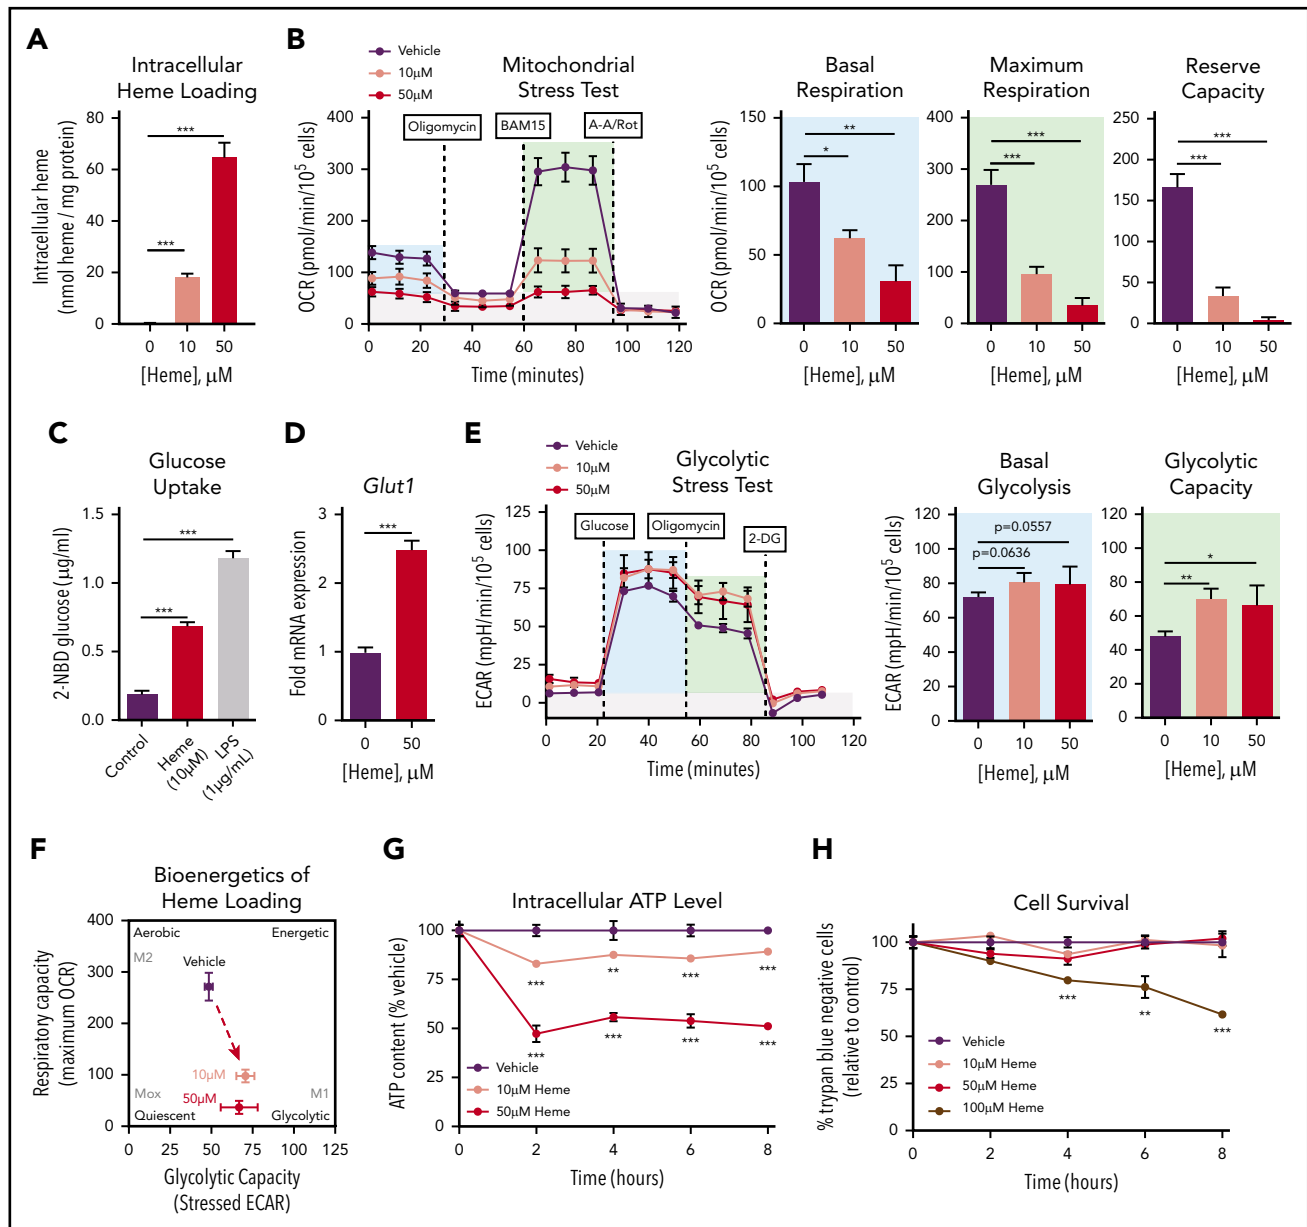 A
Intracellular
Heme Loading
Intracellular heme
(nmol heme / mg protein)
80
60
40
20
0
***
***
0 10 50
[Heme], μM
B
Vehicle
10μM
50μM
Mitochondrial
Stress Test
Oligomycin
BAM15
A-A/Rot
OCR (pmol/min/10⁵ cells)
400
300
200
100
0
0 20 40 60 80 100 120
Time (minutes)
Basal
Respiration
OCR (pmol/min/10⁵ cells)
150
100
50
0
**
*
0 10 50
[Heme], μM
Maximum
Respiration
400
300
200
100
0
***
***
0 10 50
[Heme], μM
Reserve
Capacity
250
200
150
100
50
0
***
***
0 10 50
[Heme], μM
C
Glucose
Uptake
2-NBD glucose (μg/ml)
1.5
1.0
0.5
0.0
***
***
Control
Heme
(10μM)
LPS
(1μg/mL)
D
Glut1
Fold mRNA expression
3
2
1
0
***
0 50
[Heme], μM
E
Vehicle
10μM
50μM
Glycolytic
Stress Test
Glucose
Oligomycin
2-DG
ECAR (mpH/min/10⁵ cells)
125
100
75
50
25
0
0 20 40 60 80 100 120
Time (minutes)
Basal
Glycolysis
ECAR (mpH/min/10⁵ cells)
120
100
80
60
40
20
0
p=0.0557
p=0.0636
0 10 50
[Heme], μM
Glycolytic
Capacity
120
100
80
60
40
20
0
*
**
0 10 50
[Heme], μM
F
Bioenergetics of
Heme Loading
Respiratory capacity
(maximum OCR)
400
300
200
100
0
Aerobic
Energetic
M2
Vehicle
10μM
Mox
50μM
M1
Quiescent
Glycolytic
0 25 50 75 100 125
Glycolytic Capacity
(Stressed ECAR)
G
Intracellular ATP Level
ATP content (% vehicle)
100
75
50
25
0
***
**
***
***
***
***
***
***
Vehicle
10μM Heme
50μM Heme
0 2 4 6 8
Time (hours)
H
Cell Survival
% trypan blue negative cells
(relative to control)
100
75
50
25
0
***
**
***
Vehicle
10μM Heme
50μM Heme
100μM Heme
0 2 4 6 8
Time (hours)